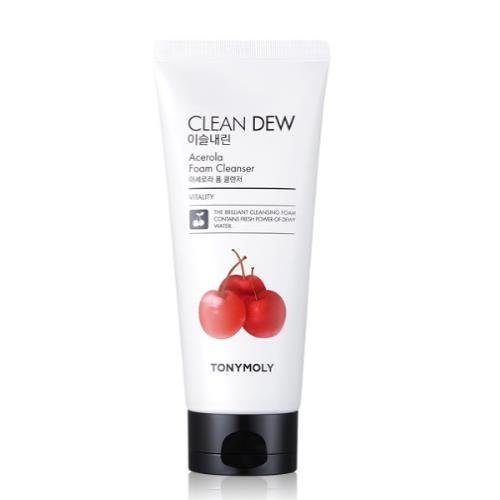 CLEAN DEW
이슬내린
Acerola
Foam Cleanser
아세로라 폼 클렌저
VITALITY
THE BRILLIANT CLEANSING FOAM
CONTAINS FRESH POWER OF DEWY
WATER.
TONYMOLY